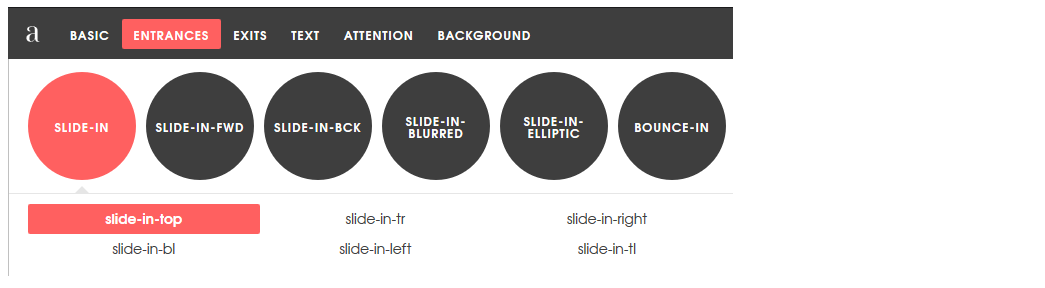 a BASIC ENTRANCES EXITS TEXT ATTENTION BACKGROUND
SLIDE-IN SLIDE-IN-FWD SLIDE-IN-BCK SLIDE-IN-
BLURRED SLIDE-IN-
ELLIPTIC BOUNCE-IN
slide-in-top slide-in-tr slide-in-right
slide-in-bl slide-in-left slide-in-tl